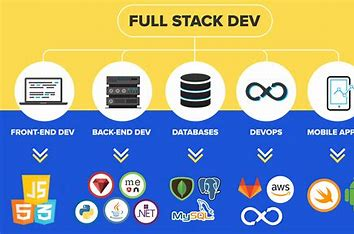 FULL STACK DEV
FRONT-END DEV
BACK-END DEV
DATABASES
DEVOPS
MOBILE APP
JS
5
3
me
n
.NET
MySQL
aws